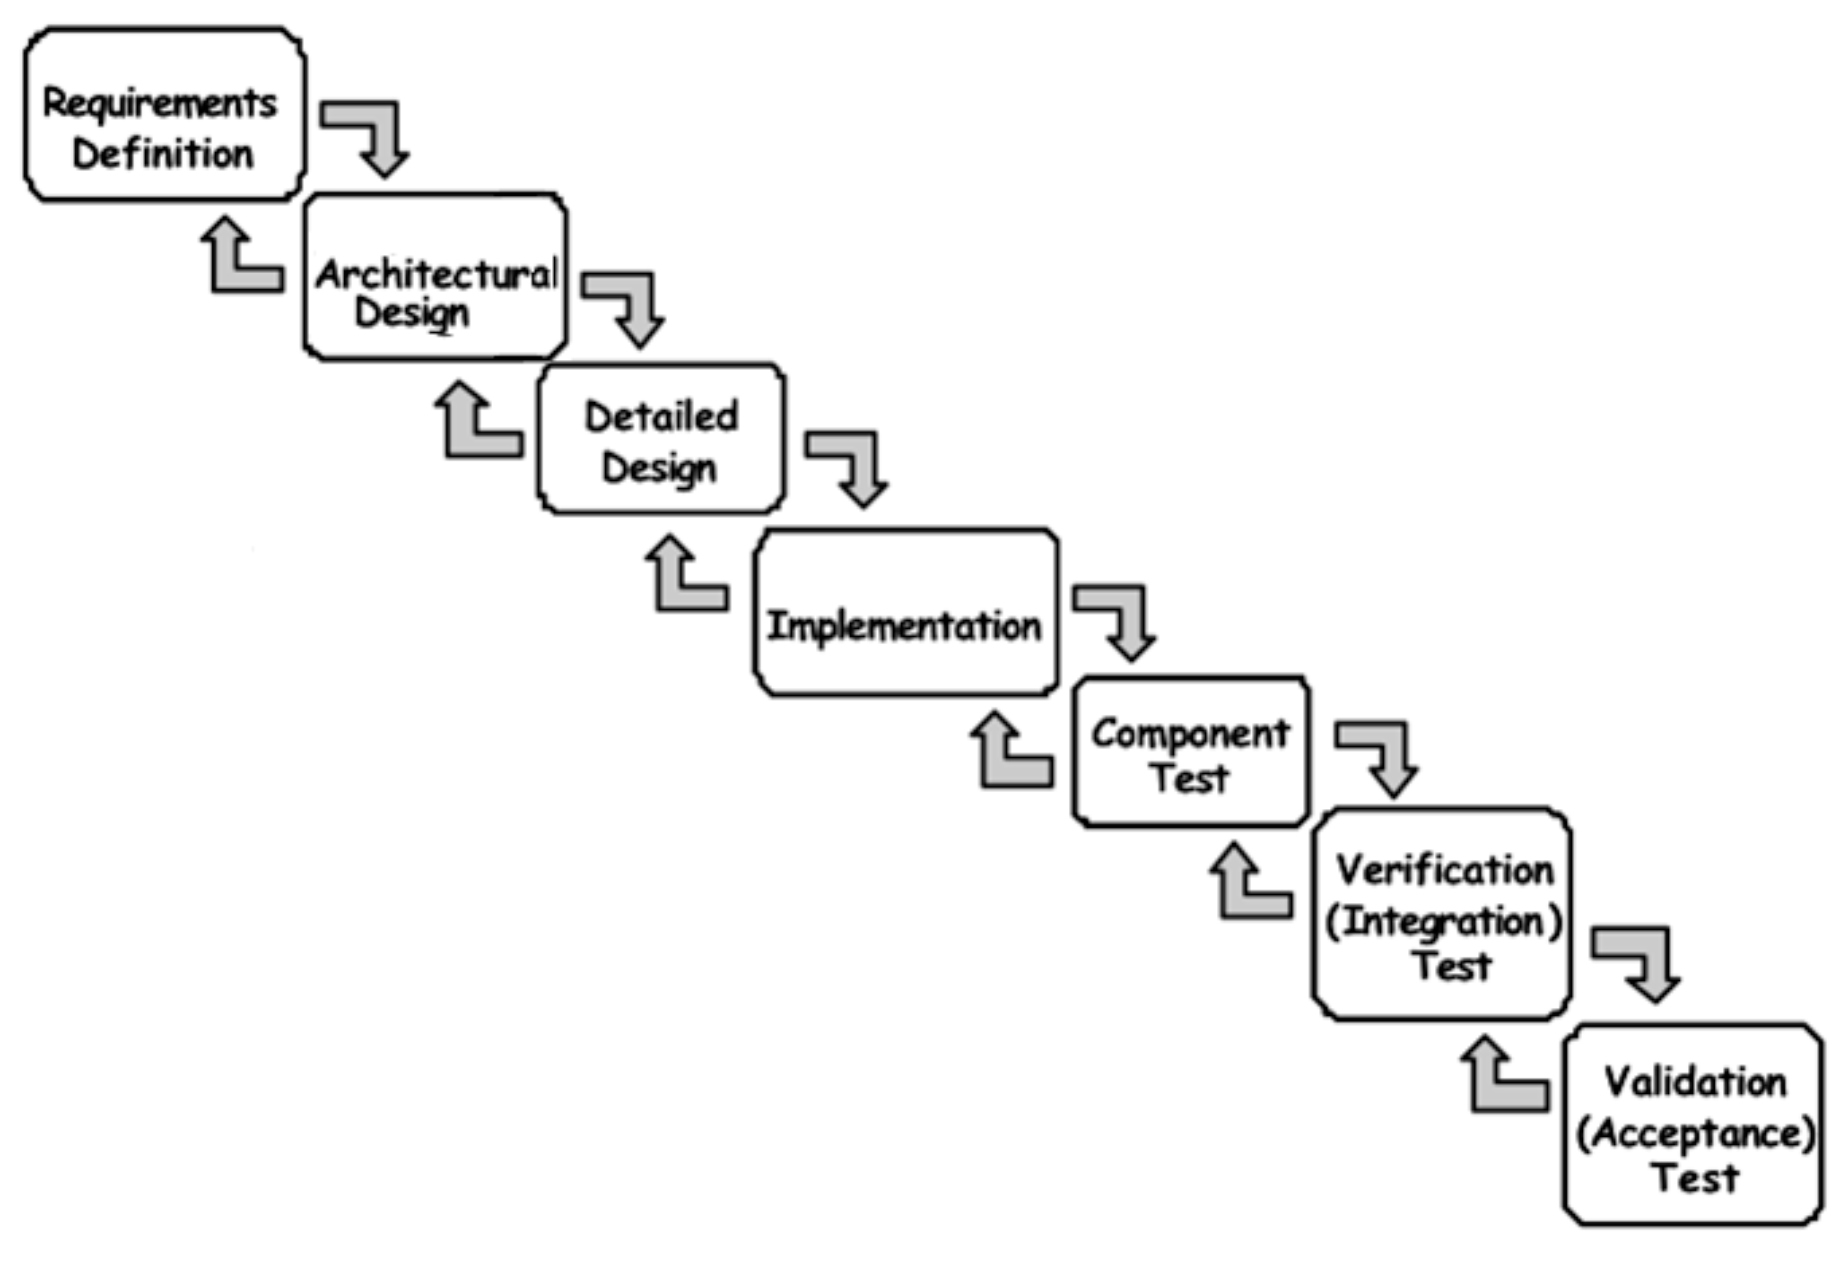 Requirements
Definition
Architectural
Design
Detailed
Design
Implementation
Component
Test
Verification
(Integration)
Test
Validation
(Acceptance)
Test